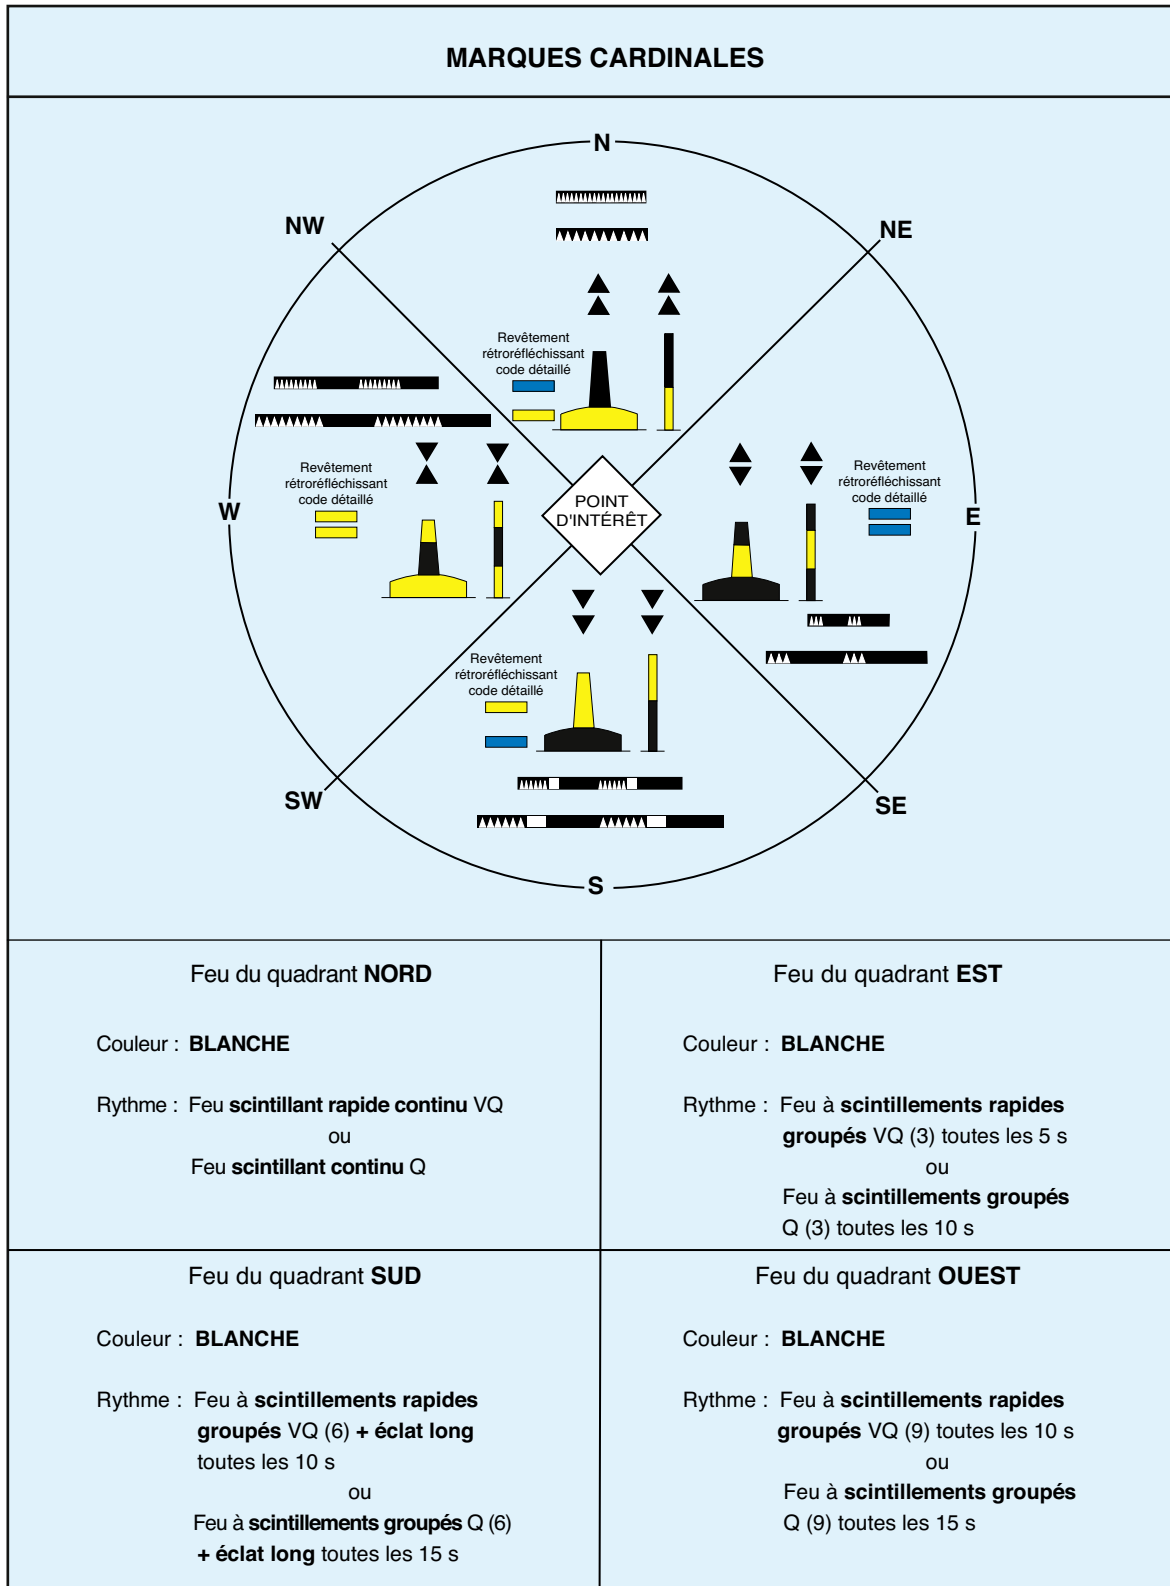 MARQUES CARDINALES
N
NW
NE
Revêtement
rétroréfléchissant
code détaillé
Revêtement
rétroréfléchissant
code détaillé
Revêtement
rétroréfléchissant
code détaillé
W
POINT
D'INTÉRÊT
E
Revêtement
rétroréfléchissant
code détaillé
SW
SE
S
Feu du quadrant NORD
Couleur : BLANCHE
Rythme : Feu scintillant rapide continu VQ
ou
Feu scintillant continu Q
Feu du quadrant EST
Couleur : BLANCHE
Rythme : Feu à scintillements rapides
groupés VQ (3) toutes les 5 s
ou
Feu à scintillements groupés
Q (3) toutes les 10 s
Feu du quadrant SUD
Couleur : BLANCHE
Rythme : Feu à scintillements rapides
groupés VQ (6) + éclat long
toutes les 10 s
ou
Feu à scintillements groupés Q (6)
+ éclat long toutes les 15 s
Feu du quadrant OUEST
Couleur : BLANCHE
Rythme : Feu à scintillements rapides
groupés VQ (9) toutes les 10 s
ou
Feu à scintillements groupés
Q (9) toutes les 15 s